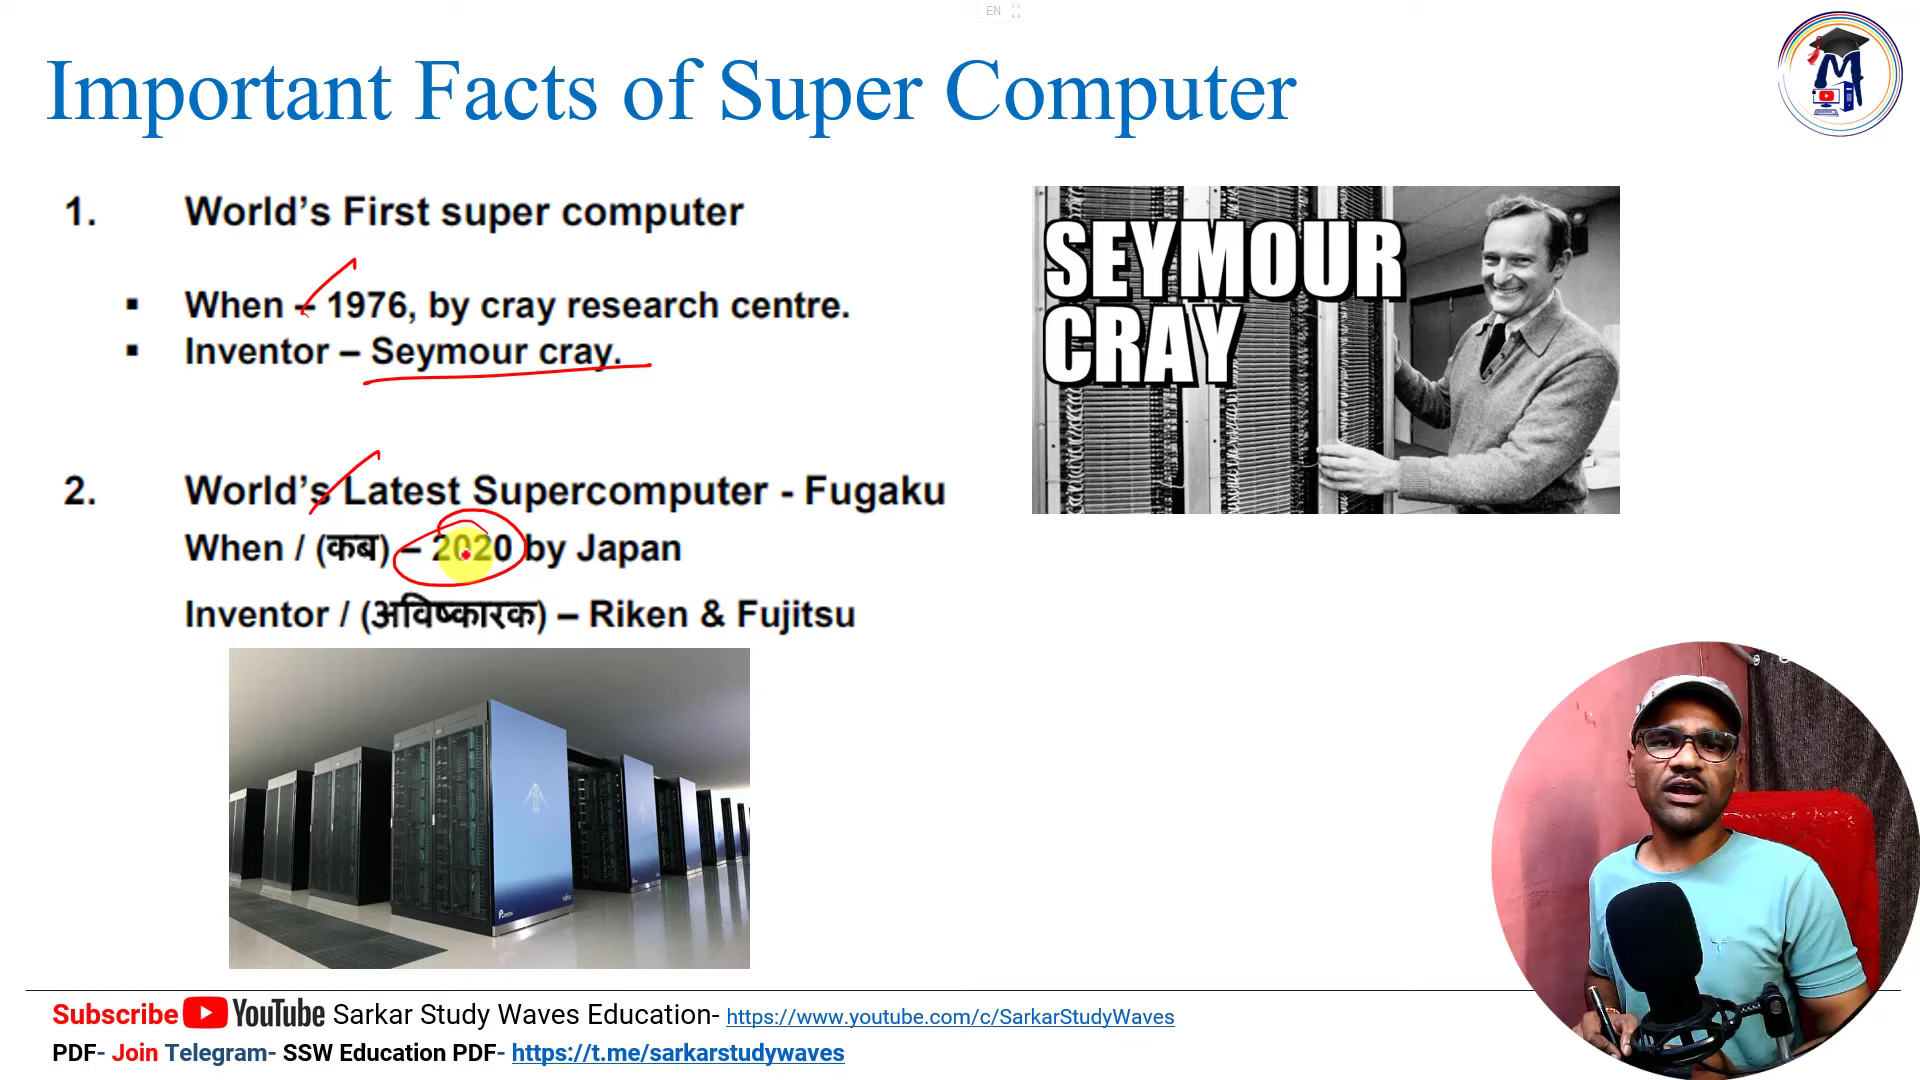 EN
Important Facts of Super Computer
1. World's First super computer
▪ When – 1976, by cray research centre.
▪ Inventor – Seymour cray.
SEYMOUR
CRAY
2. World's Latest Supercomputer - Fugaku
When / (कब) – 2020 by Japan
Inventor / (अविष्कारक) – Riken & Fujitsu
Subscribe YouTube Sarkar Study Waves Education- https://www.youtube.com/c/SarkarStudyWaves
PDF- Join Telegram- SSW Education PDF- https://t.me/sarkarstudywaves